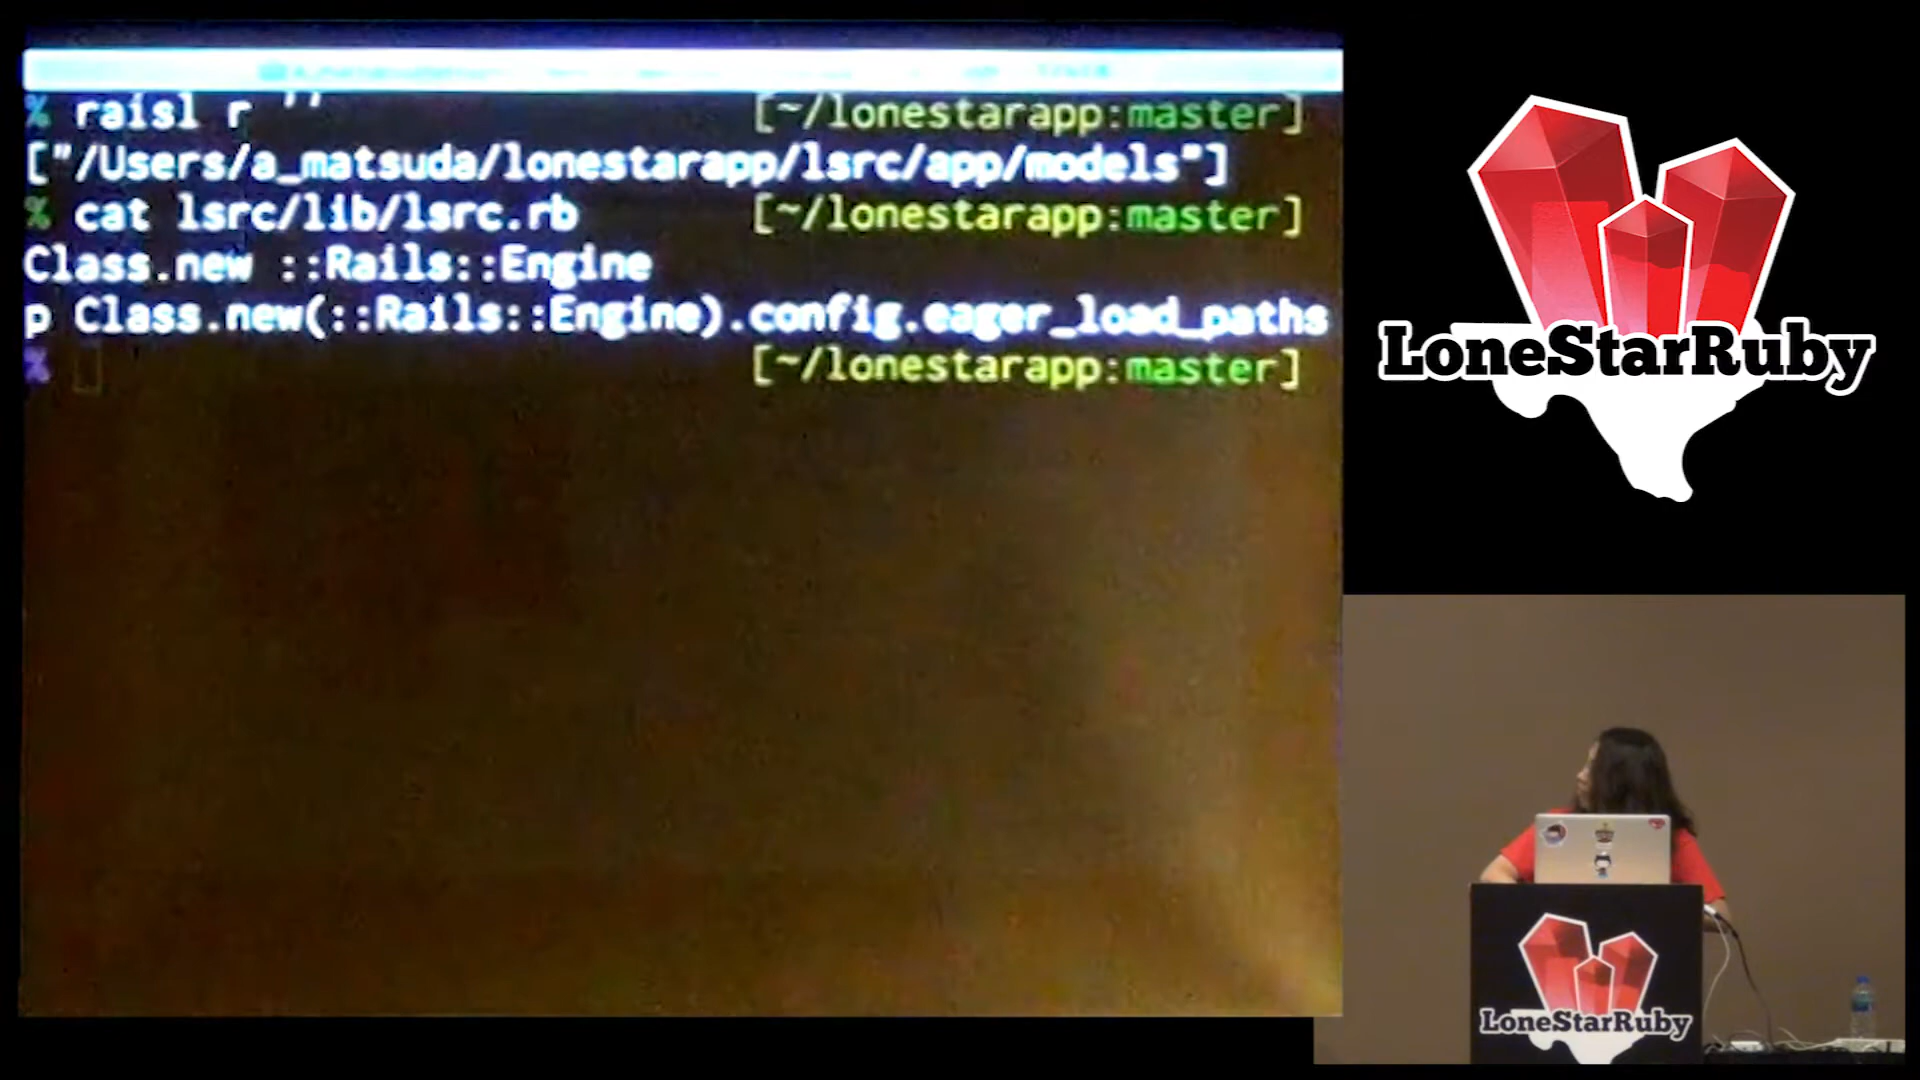 % raisl r ''
[~/lonestarapp:master]
["/Users/a_matsuda/lonestarapp/lsrc/app/models"]
% cat lsrc/lib/lsrc.rb
[~/lonestarapp:master]
Class.new ::Rails::Engine
p Class.new(::Rails::Engine).config.eager_load_paths
%
[~/lonestarapp:master]
LoneStarRuby
LoneStarRuby